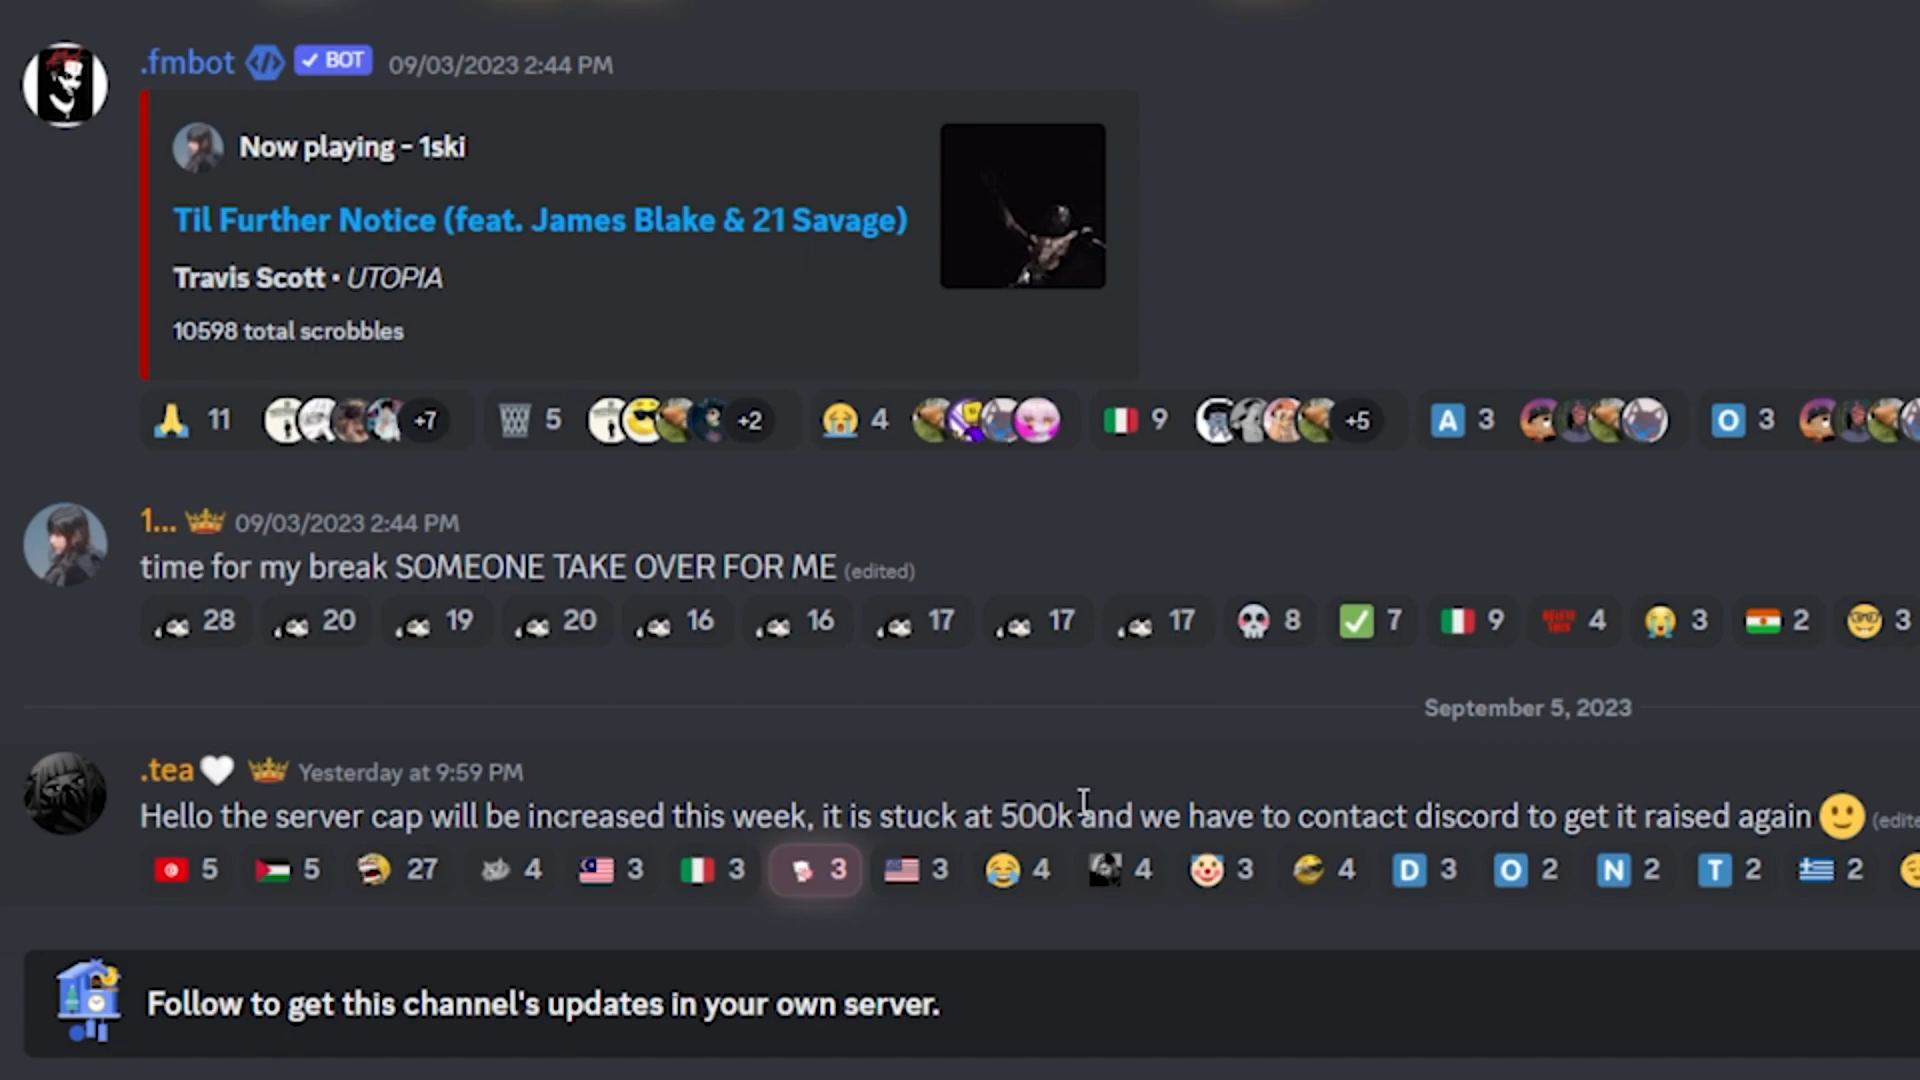 .fmbot ✓ BOT 09/03/2023 2:44 PM
Now playing - 1ski
Til Further Notice (feat. James Blake & 21 Savage)
Travis Scott • UTOPIA
10598 total scrobbles
11 +7 5 +2 4 9 +5 A 3 O 3
1... 09/03/2023 2:44 PM
time for my break SOMEONE TAKE OVER FOR ME (edited)
28 20 19 20 16 16 17 17 17 8 7 9 4 3 2 3
September 5, 2023
.tea Yesterday at 9:59 PM
Hello the server cap will be increased this week, it is stuck at 500k and we have to contact discord to get it raised again (edite
5 5 27 4 3 3 3 3 4 4 3 4 D 3 O 2 N 2 T 2 2
Follow to get this channel's updates in your own server.